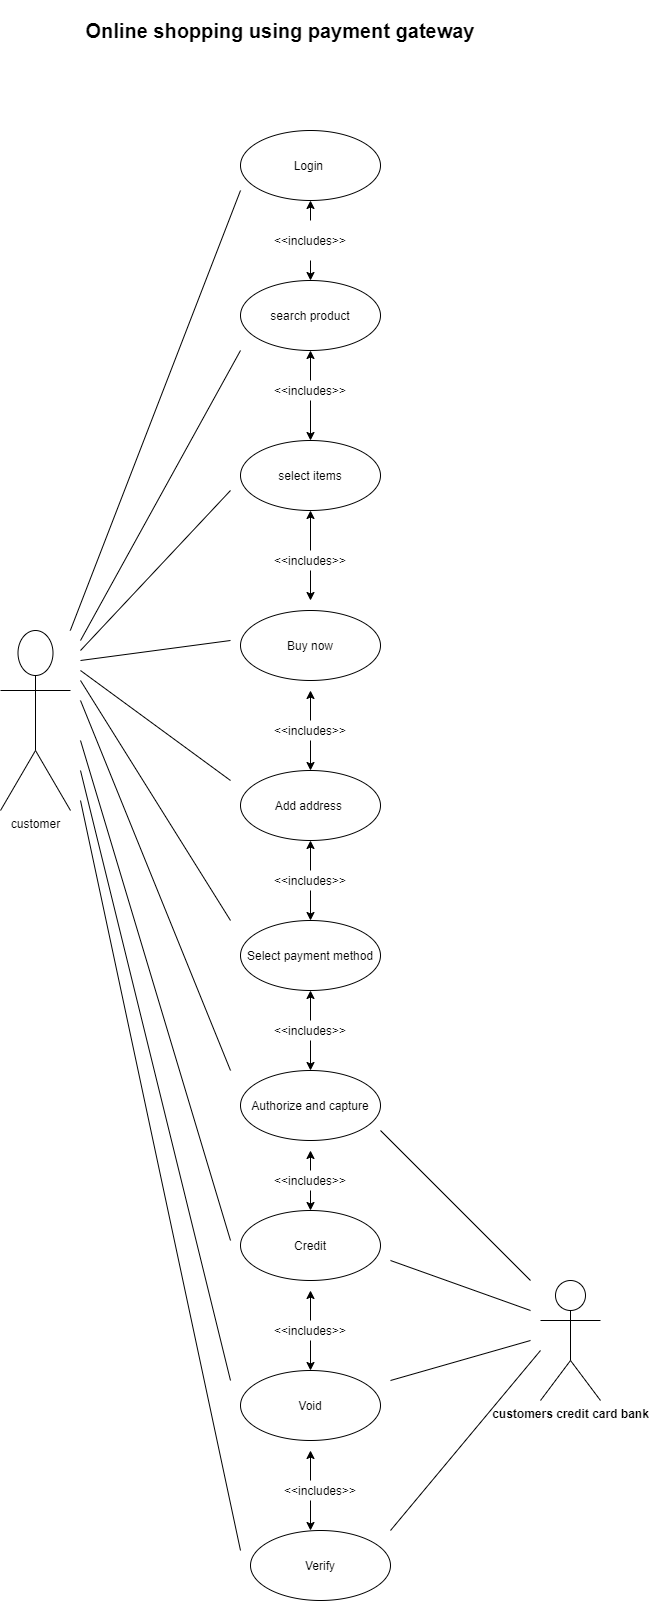 Online shopping using payment gateway
Login
<<includes>>
search product
<<includes>>
select items
<<includes>>
Buy now
<<includes>>
customer
Add address
<<includes>>
Select payment method
<<includes>>
Authorize and capture
<<includes>>
Credit
<<includes>>
Void
customers credit card bank
<<includes>>
Verify